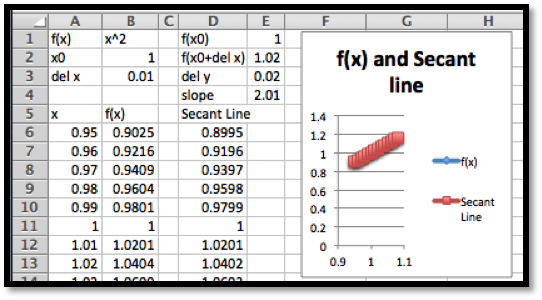 A B C D E F G H
1 f(x) x^2 f(x0) 1
2 x0 1 f(x0+del x) 1.02
3 del x 0.01 del y 0.02
4 slope 2.01
5 x f(x) Secant Line
6 0.95 0.9025 0.8995
7 0.96 0.9216 0.9196
8 0.97 0.9409 0.9397
9 0.98 0.9604 0.9598
10 0.99 0.9801 0.9799
11 1 1 1
12 1.01 1.0201 1.0201
13 1.02 1.0404 1.0402
f(x) and Secant
line
1.4
1.2
1
0.8
0.6
0.4
0.2
0
0.9 1 1.1
f(x)
Secant
Line